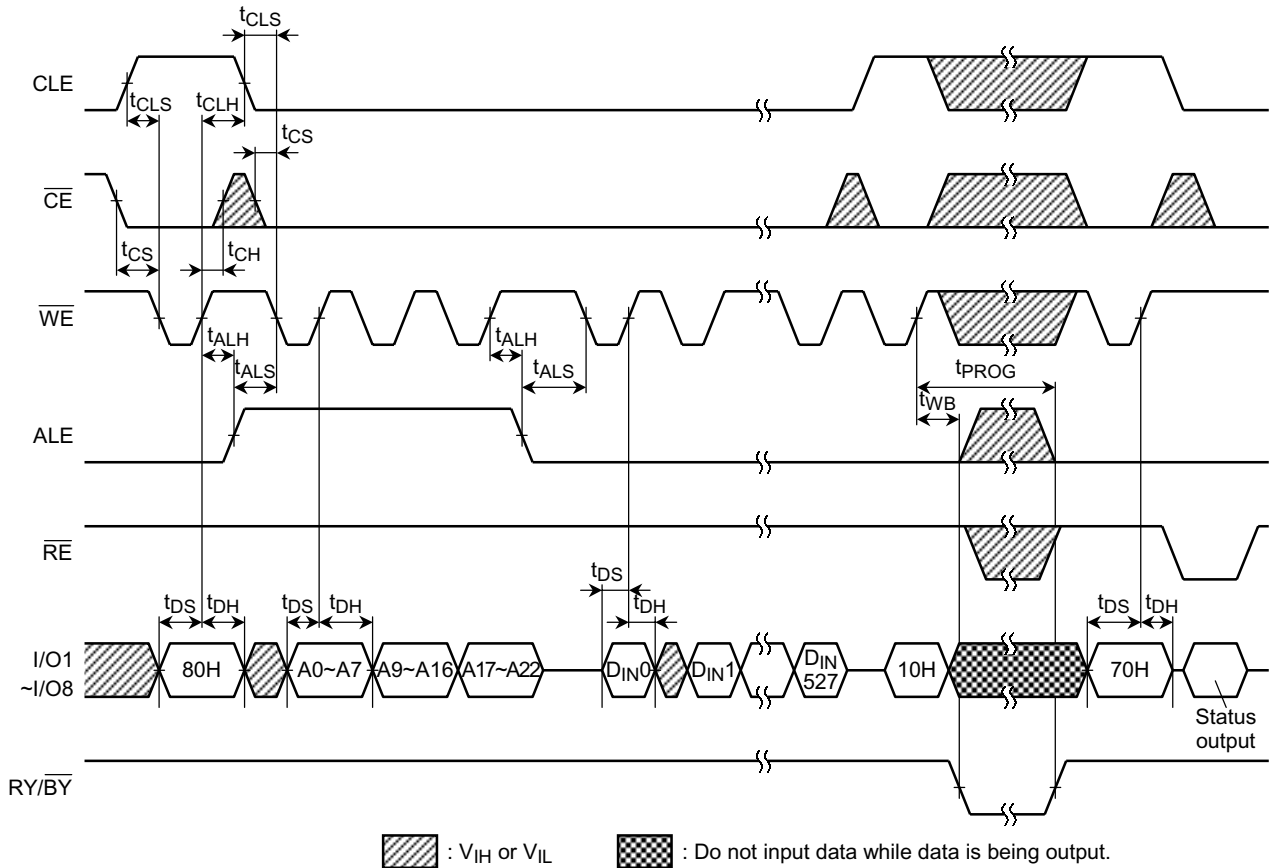 tCLS
CLE
tCLS
tCLH
tCS
CE
tCS
tCH
WE
tALH
tALS
tALH
tALS
tPROG
tWB
ALE
RE
tDS
tDH
tDS
tDH
tDS
tDH
tDS
tDH
I/O1
~I/O8
80H
A0~A7
A9~A16
A17~A22
DIN0
DIN1
DIN
527
10H
70H
Status
output
RY/BY
: VIH or VIL
: Do not input data while data is being output.